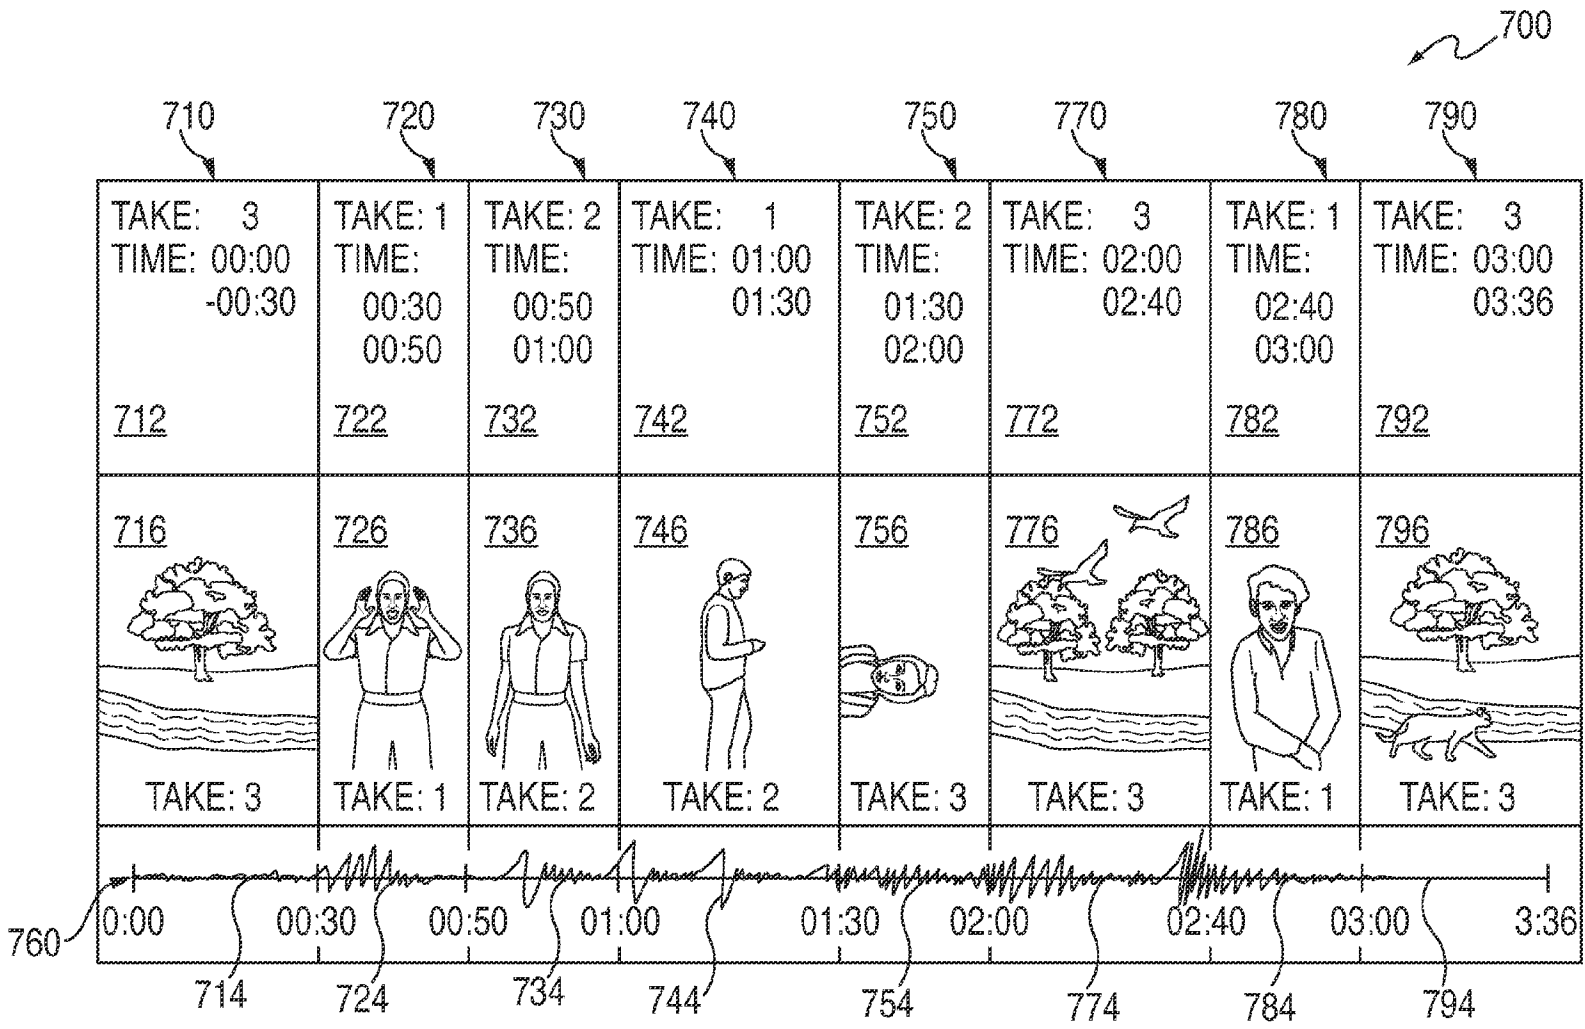 700
710 720 730 740 750 770 780 790
TAKE: 3 TAKE: 1 TAKE: 2 TAKE: 1 TAKE: 2 TAKE: 3 TAKE: 1 TAKE: 3
TIME: 00:00 TIME: TIME: TIME: 01:00 TIME: TIME: 02:00 TIME: TIME: 03:00
-00:30 00:30 00:50 01:30 01:30 02:40 02:40 03:36
00:50 01:00 02:00 03:00
712 722 732 742 752 772 782 792
716 726 736 746 756 776 786 796
TAKE: 3 TAKE: 1 TAKE: 2 TAKE: 2 TAKE: 3 TAKE: 3 TAKE: 1 TAKE: 3
0:00 00:30 00:50 01:00 01:30 02:00 02:40 03:00 3:36
760
714 724 734 744 754 774 784 794